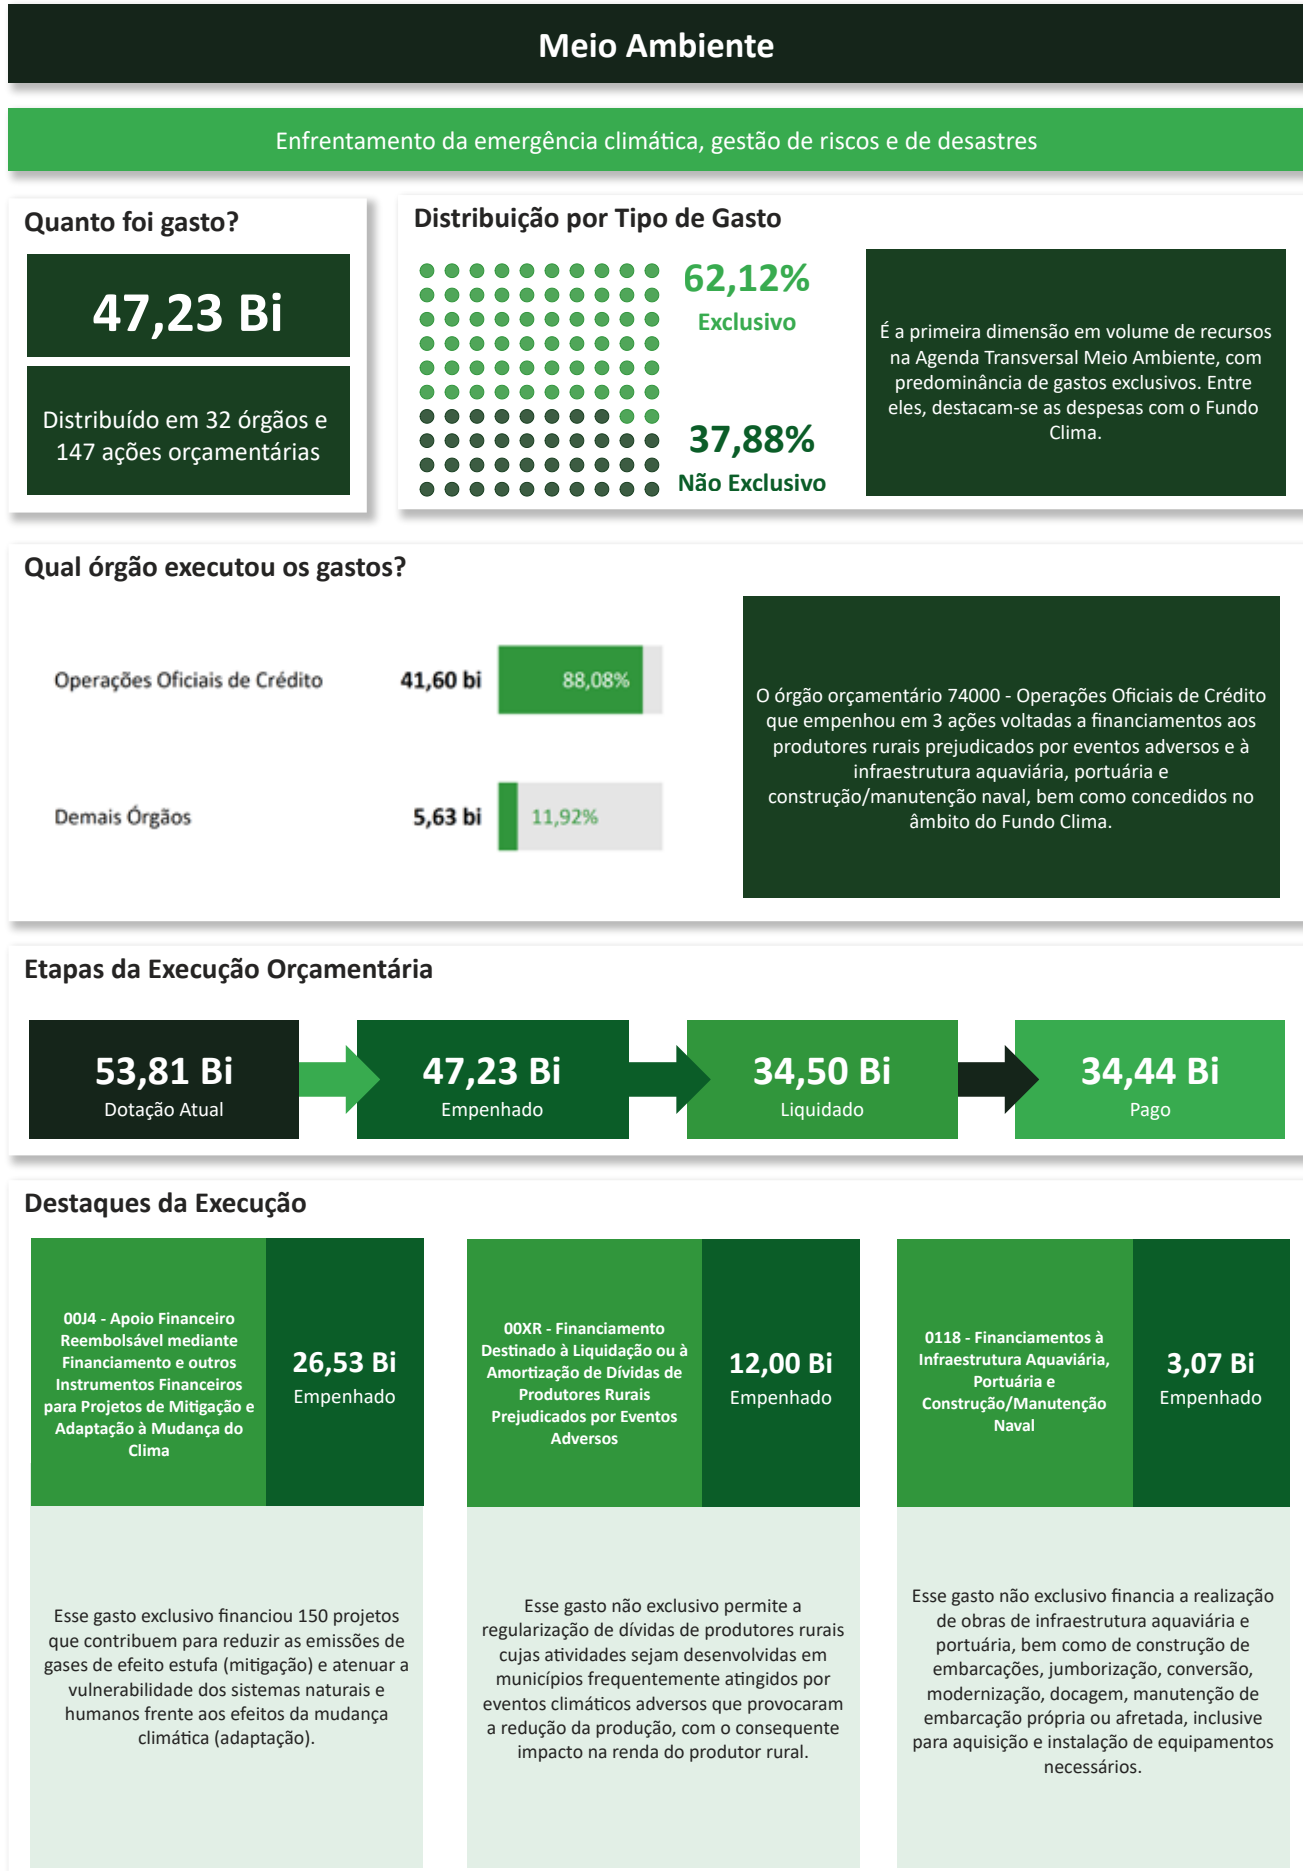 Meio Ambiente
Enfrentamento da emergência climática, gestão de riscos e de desastres
Quanto foi gasto?
47,23 Bi
Distribuído em 32 órgãos e
147 ações orçamentárias
Distribuição por Tipo de Gasto
62,12%
Exclusivo
37,88%
Não Exclusivo
É a primeira dimensão em volume de recursos
na Agenda Transversal Meio Ambiente, com
predominância de gastos exclusivos. Entre
eles, destacam-se as despesas com o Fundo
Clima.
Qual órgão executou os gastos?
Operações Oficiais de Crédito
41,60 bi
88,08%
Demais Órgãos
5,63 bi
11,92%
O órgão orçamentário 74000 - Operações Oficiais de Crédito
que empenhou em 3 ações voltadas a financiamentos aos
produtores rurais prejudicados por eventos adversos e à
infraestrutura aquaviária, portuária e
construção/manutenção naval, bem como concedidos no
âmbito do Fundo Clima.
Etapas da Execução Orçamentária
53,81 Bi
Dotação Atual
47,23 Bi
Empenhado
34,50 Bi
Liquidado
34,44 Bi
Pago
Destaques da Execução
00J4 - Apoio Financeiro
Reembolsável mediante
Financiamento e outros
Instrumentos Financeiros
para Projetos de Mitigação e
Adaptação à Mudança do
Clima
26,53 Bi
Empenhado
Esse gasto exclusivo financiou 150 projetos
que contribuem para reduzir as emissões de
gases de efeito estufa (mitigação) e atenuar a
vulnerabilidade dos sistemas naturais e
humanos frente aos efeitos da mudança
climática (adaptação).
00XR - Financiamento
Destinado à Liquidação ou à
Amortização de Dívidas de
Produtores Rurais
Prejudicados por Eventos
Adversos
12,00 Bi
Empenhado
Esse gasto não exclusivo permite a
regularização de dívidas de produtores rurais
cujas atividades sejam desenvolvidas em
municípios frequentemente atingidos por
eventos climáticos adversos que provocaram
a redução da produção, com o consequente
impacto na renda do produtor rural.
0118 - Financiamentos à
Infraestrutura Aquaviária,
Portuária e
Construção/Manutenção
Naval
3,07 Bi
Empenhado
Esse gasto não exclusivo financia a realização
de obras de infraestrutura aquaviária e
portuária, bem como de construção de
embarcações, jumborização, conversão,
modernização, docagem, manutenção de
embarcação própria ou afretada, inclusive
para aquisição e instalação de equipamentos
necessários.